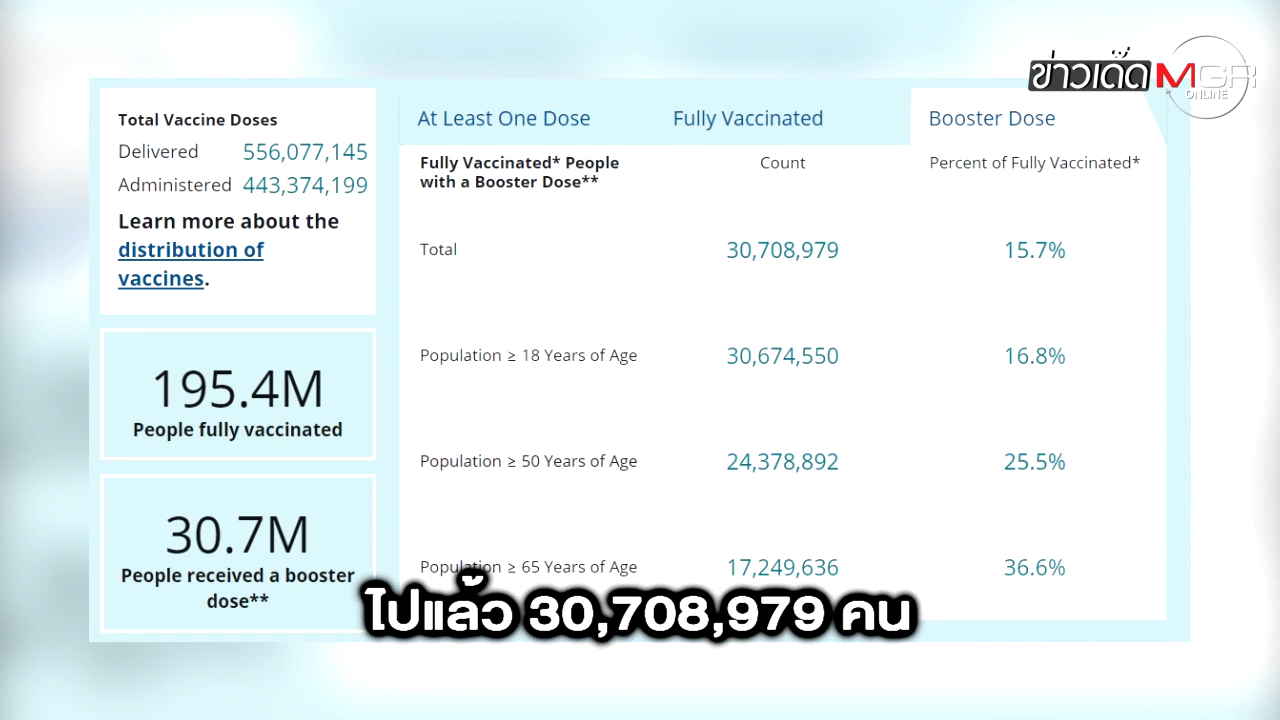 ข่าวเด็ด MGR
ONLINE
Total Vaccine Doses
Delivered 556,077,145
Administered 443,374,199
Learn more about the
distribution of
vaccines.
195.4M
People fully vaccinated
30.7M
People received a booster
dose**
At Least One Dose Fully Vaccinated Booster Dose
Fully Vaccinated* People
with a Booster Dose** Count Percent of Fully Vaccinated*
Total 30,708,979 15.7%
Population ≥ 18 Years of Age 30,674,550 16.8%
Population ≥ 50 Years of Age 24,378,892 25.5%
Population ≥ 65 Years of Age 17,249,636 36.6%
ไปแล้ว 30,708,979 คน